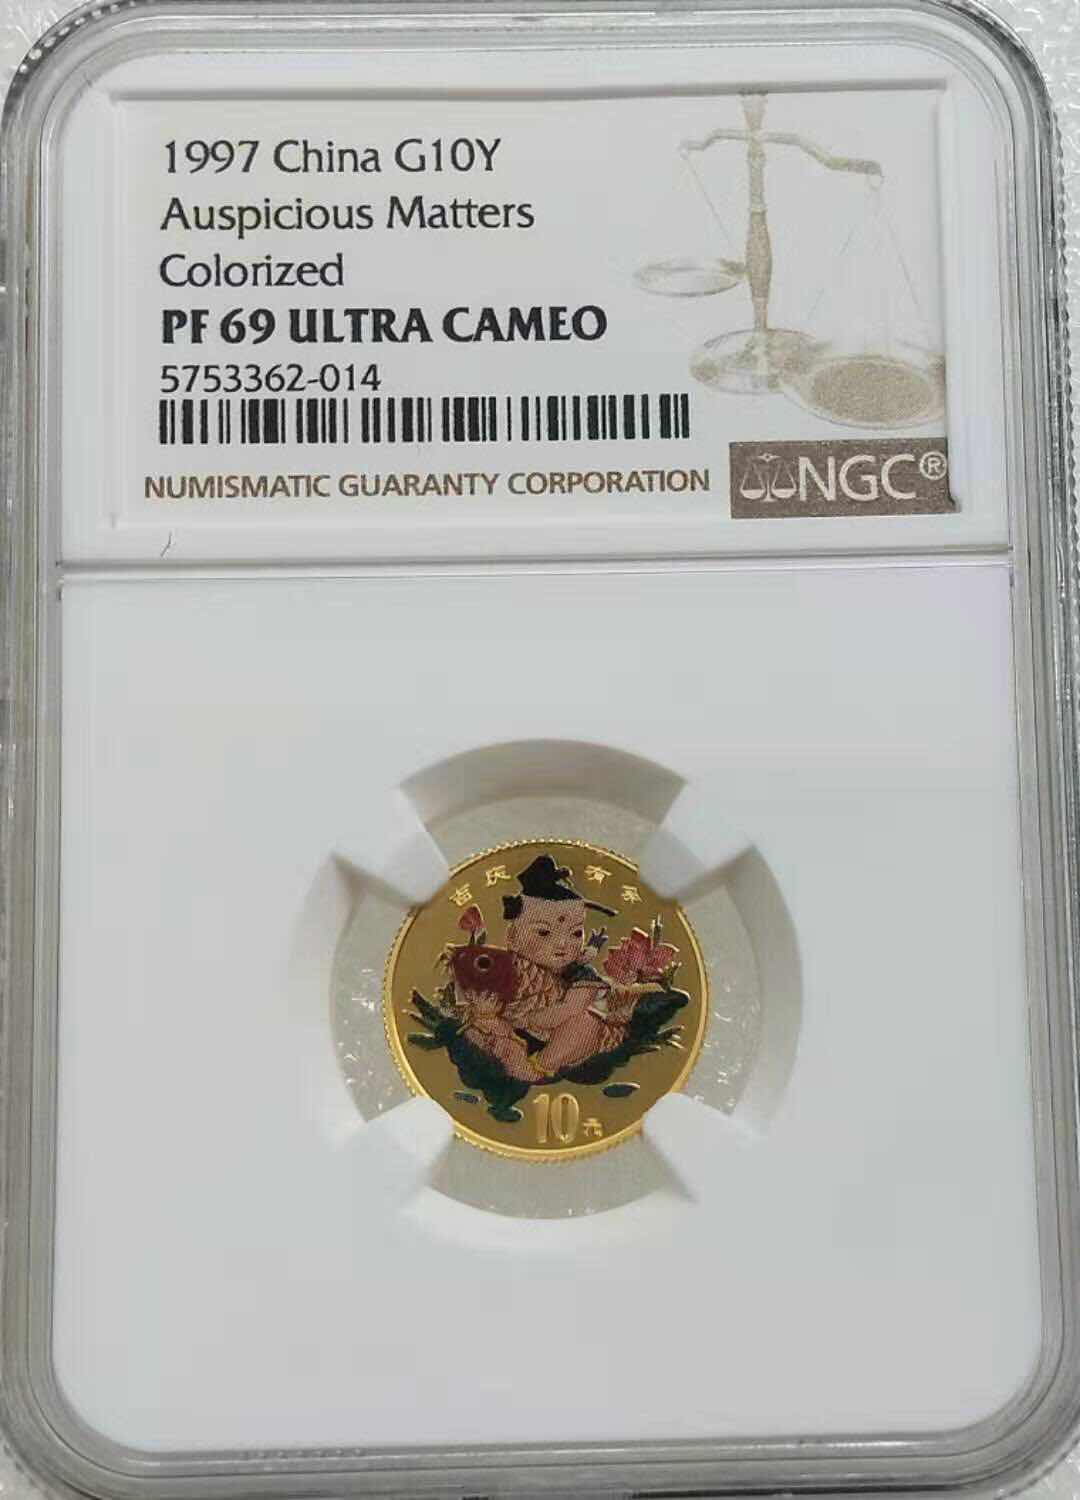 1997 China G10Y
Auspicious Matters
Colorized
PF 69 ULTRA CAMEO
5753362-014
NUMISMATIC GUARANTY CORPORATION
NGC®
吉庆有余
10元